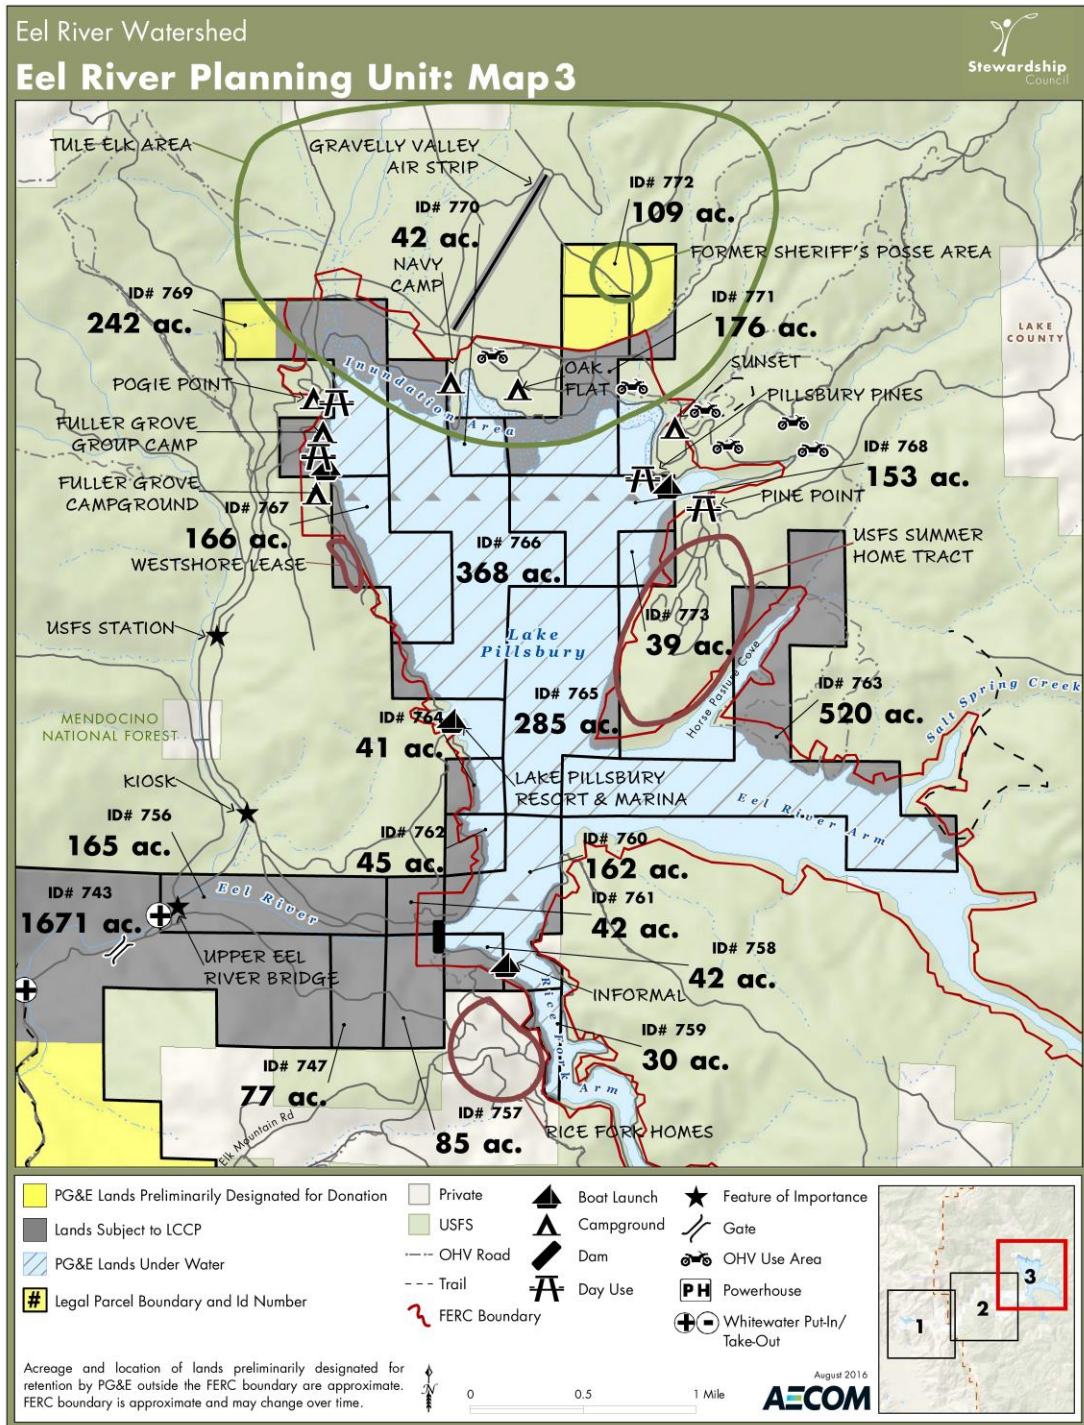 Eel River Watershed
Eel River Planning Unit: Map 3
Stewardship
Council
TULE ELK AREA
GRAVELLY VALLEY
AIR STRIP
ID# 772
109 ac.
ID# 770
42 ac.
NAVY
CAMP
FORMER SHERIFF'S POSSE AREA
ID# 769
242 ac.
ID# 771
176 ac.
LAKE
COUNTY
Inundation Area
OAK
FLAT
SUNSET
POGIE POINT
PILLSBURY PINES
FULLER GROVE
GROUP CAMP
ID# 768
153 ac.
FULLER GROVE
CAMPGROUND
PINE POINT
ID# 767
166 ac.
WESTSHORE LEASE
ID# 766
368 ac.
USFS SUMMER
HOME TRACT
USFS STATION
ID# 773
39 ac.
Lake
Pillsbury
Horse Pasture Cove
ID# 763
520 ac.
Salt Spring Creek
MENDOCINO
NATIONAL FOREST
ID# 765
285 ac.
ID# 764
41 ac.
KIOSK
LAKE PILLSBURY
RESORT & MARINA
Eel River Arm
ID# 756
165 ac.
ID# 762
45 ac.
ID# 760
162 ac.
ID# 743
1671 ac.
Eel River
ID# 761
42 ac.
UPPER EEL
RIVER BRIDGE
ID# 758
42 ac.
INFORMAL
Rice Fork Arm
ID# 759
30 ac.
ID# 747
77 ac.
ID# 757
85 ac.
Elk Mountain Rd
RICE FORK HOMES
PG&E Lands Preliminarily Designated for Donation
Lands Subject to LCCP
PG&E Lands Under Water
# Legal Parcel Boundary and Id Number
Private
USFS
OHV Road
Trail
FERC Boundary
Boat Launch
Campground
Dam
Day Use
Feature of Importance
Gate
OHV Use Area
PH Powerhouse
Whitewater Put-In/
Take-Out
1
2
3
Acreage and location of lands preliminarily designated for
retention by PG&E outside the FERC boundary are approximate.
FERC boundary is approximate and may change over time.
N
0 0.5 1 Mile
August 2016
AECOM